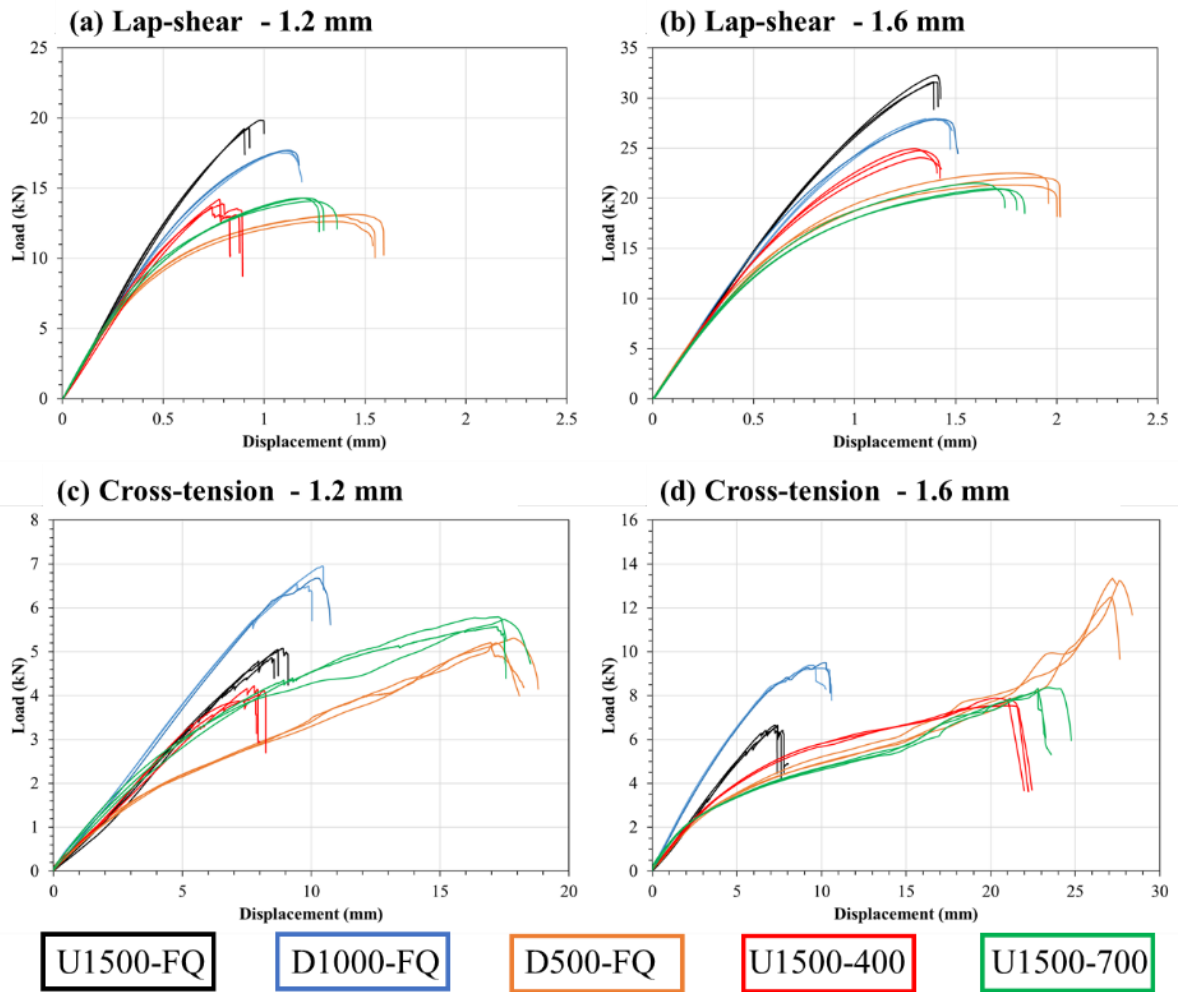 (a) Lap-shear - 1.2 mm
25
20
15
10
5
0
Load (kN)
0 0.5 1 1.5 2 2.5
Displacement (mm)
(b) Lap-shear - 1.6 mm
35
30
25
20
15
10
5
0
Load (kN)
0 0.5 1 1.5 2 2.5
Displacement (mm)
(c) Cross-tension - 1.2 mm
8
7
6
5
4
3
2
1
0
Load (kN)
0 5 10 15 20
Displacement (mm)
(d) Cross-tension - 1.6 mm
16
14
12
10
8
6
4
2
0
Load (kN)
0 5 10 15 20 25 30
Displacement (mm)
U1500-FQ D1000-FQ D500-FQ U1500-400 U1500-700